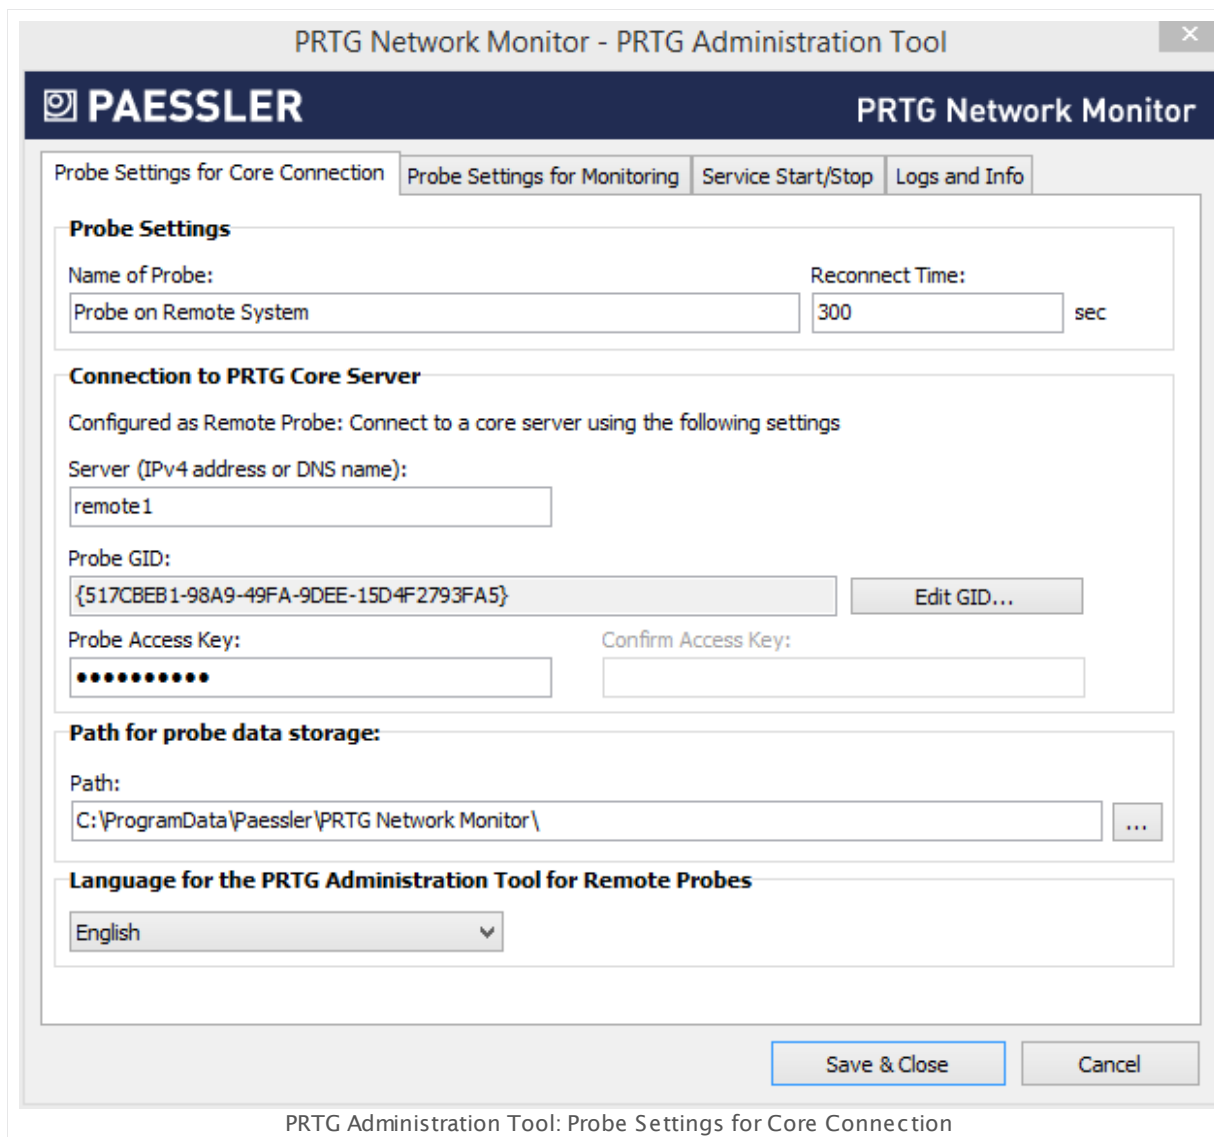 PRTG Network Monitor - PRTG Administration Tool
PAESSLER
PRTG Network Monitor
Probe Settings for Core Connection
Probe Settings for Monitoring
Service Start/Stop
Logs and Info
Probe Settings
Name of Probe:
Reconnect Time:
Probe on Remote System
300
sec
Connection to PRTG Core Server
Configured as Remote Probe: Connect to a core server using the following settings
Server (IPv4 address or DNS name):
remote1
Probe GID:
{517CBEB1-98A9-49FA-9DEE-15D4F2793FA5}
Edit GID...
Probe Access Key:
Confirm Access Key:
••••••••••
Path for probe data storage:
Path:
C:\ProgramData\Paessler\PRTG Network Monitor\
...
Language for the PRTG Administration Tool for Remote Probes
English
Save & Close
Cancel
PRTG Administration Tool: Probe Settings for Core Connection